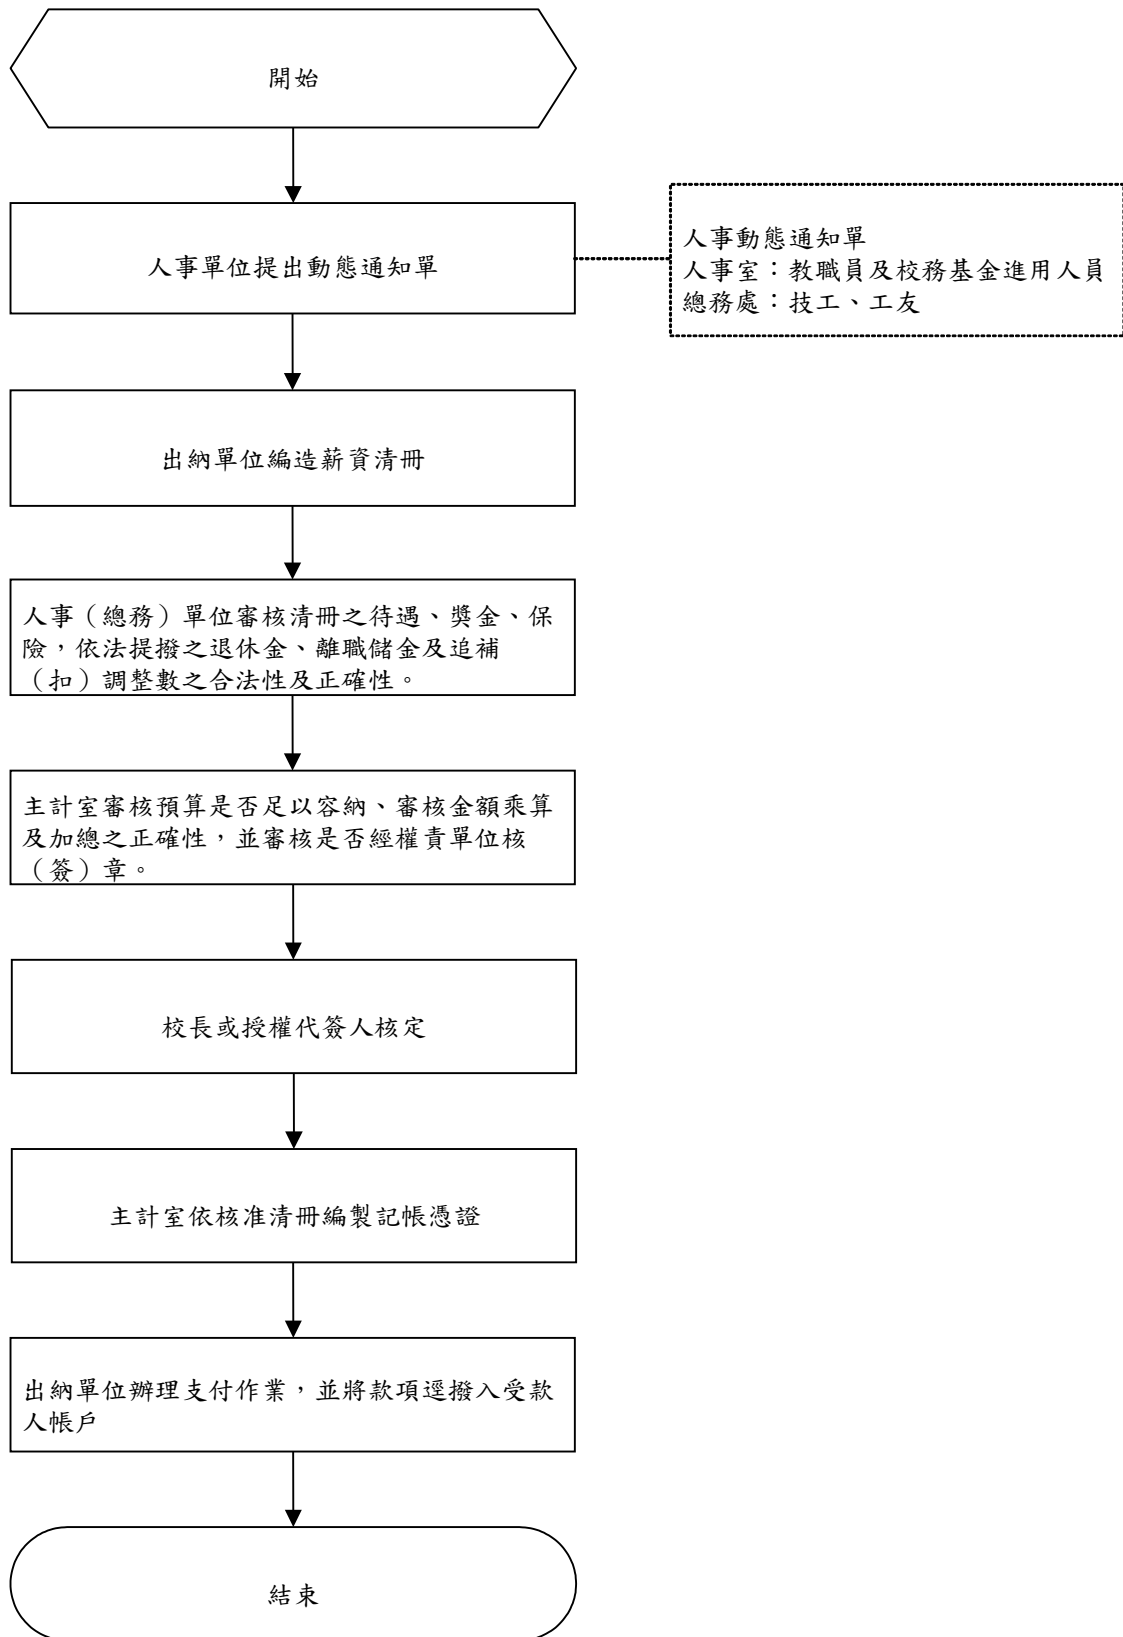 開始
人事單位提出動態通知單
人事動態通知單
人事室：教職員及校務基金進用人員
總務處：技工、工友
出納單位編造薪資清冊
人事（總務）單位審核清冊之待遇、獎金、保
險，依法提撥之退休金、離職儲金及追補
（扣）調整數之合法性及正確性。
主計室審核預算是否足以容納、審核金額乘算
及加總之正確性，並審核是否經權責單位核
（簽）章。
校長或授權代簽人核定
主計室依核准清冊編製記帳憑證
出納單位辦理支付作業，並將款項逕撥入受款
人帳戶
結束